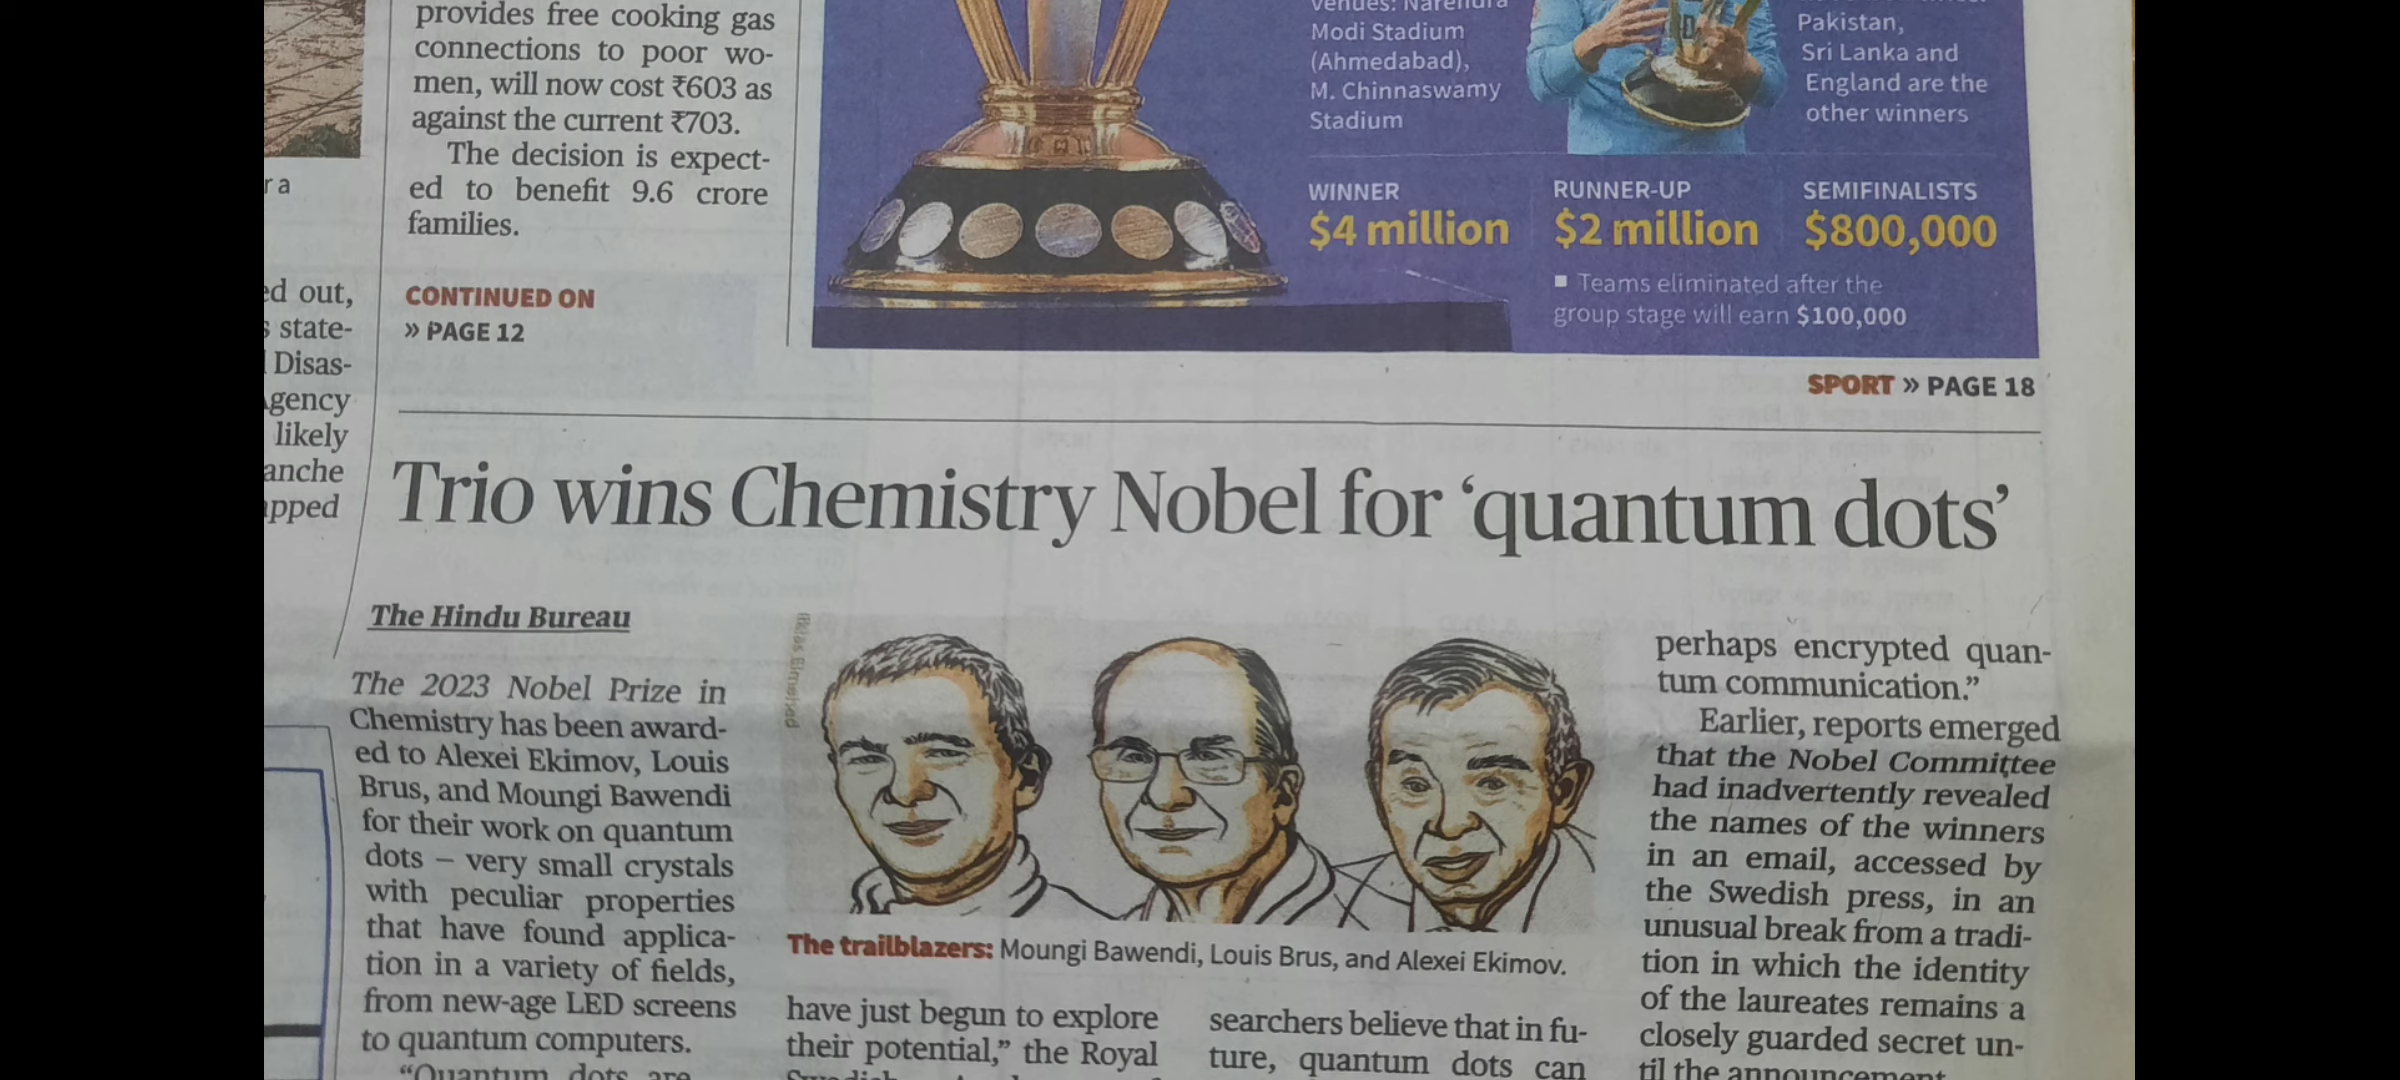 provides free cooking gas
connections to poor wo-
men, will now cost ₹603 as
against the current ₹703.
The decision is expect-
ed to benefit 9.6 crore
families.
CONTINUED ON
» PAGE 12
ra
ed out,
state-
Disas-
gency
likely
anche
pped
venues: Narendra
Modi Stadium
(Ahmedabad),
M. Chinnaswamy
Stadium
Pakistan,
Sri Lanka and
England are the
other winners
WINNER
$4 million
RUNNER-UP
$2 million
SEMIFINALISTS
$800,000
▪ Teams eliminated after the
group stage will earn $100,000
SPORT » PAGE 18
Trio wins Chemistry Nobel for ‘quantum dots’
The Hindu Bureau
The 2023 Nobel Prize in
Chemistry has been award-
ed to Alexei Ekimov, Louis
Brus, and Moungi Bawendi
for their work on quantum
dots – very small crystals
with peculiar properties
that have found applica-
tion in a variety of fields,
from new-age LED screens
to quantum computers.
“Quantum dots are
The trailblazers: Moungi Bawendi, Louis Brus, and Alexei Ekimov.
have just begun to explore
their potential,” the Royal
searchers believe that in fu-
ture, quantum dots can
perhaps encrypted quan-
tum communication.”
Earlier, reports emerged
that the Nobel Committee
had inadvertently revealed
the names of the winners
in an email, accessed by
the Swedish press, in an
unusual break from a tradi-
tion in which the identity
of the laureates remains a
closely guarded secret un-
til the announcement